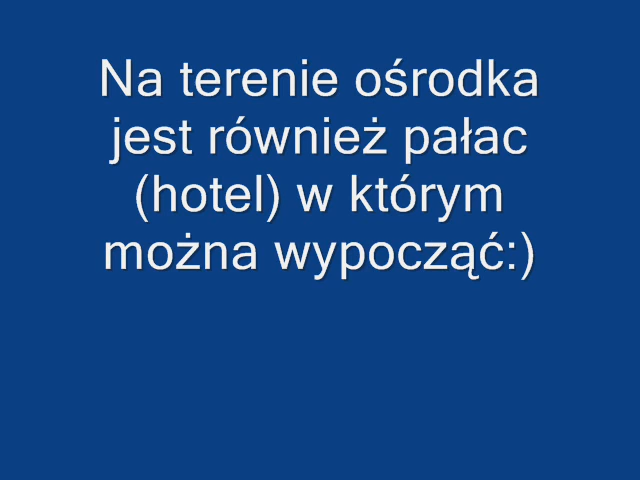 Na terenie ośrodka
jest również pałac
(hotel) w którym
można wypocząć:)